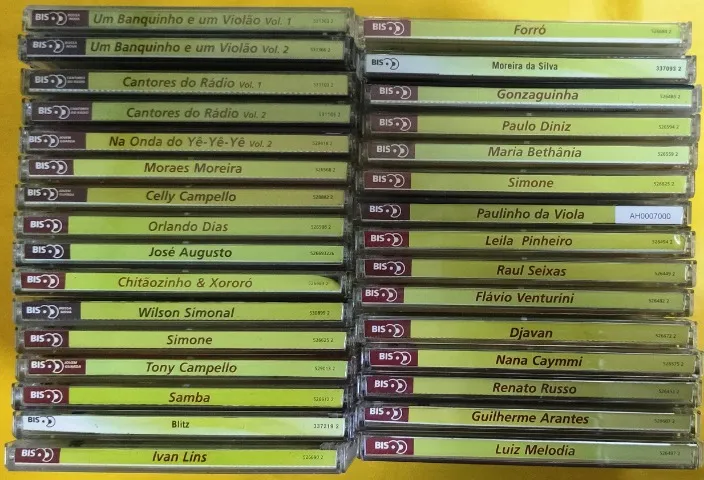 BIS Um Banquinho e um Violão Vol. 1
BIS Um Banquinho e um Violão Vol. 2
BIS Cantores do Rádio Vol. 1
BIS Cantores do Rádio Vol. 2
BIS Na Onda do Yê-Yê-Yê Vol. 2
BIS Moraes Moreira
BIS Celly Campello
BIS Orlando Dias
BIS José Augusto
BIS Chitãozinho & Xororó
BIS Wilson Simonal
BIS Simone
BIS Tony Campello
BIS Samba
BIS Blitz 337219 2
BIS Ivan Lins
BIS Forró
BIS Moreira da Silva 337093 2
BIS Gonzaguinha
BIS Paulo Diniz
BIS Maria Bethânia
BIS Simone
BIS Paulinho da Viola AH0007000
BIS Leila Pinheiro
BIS Raul Seixas
BIS Flávio Venturini
BIS Djavan
BIS Nana Caymmi
BIS Renato Russo
BIS Guilherme Arantes
BIS Luiz Melodia